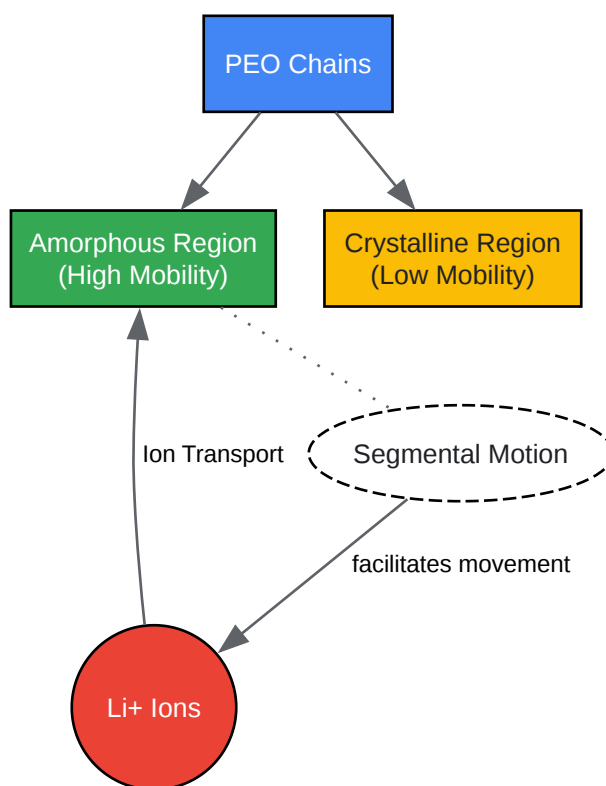 PEO Chains
Amorphous Region
(High Mobility)
Crystalline Region
(Low Mobility)
Ion Transport
Segmental Motion
facilitates movement
Li+ Ions